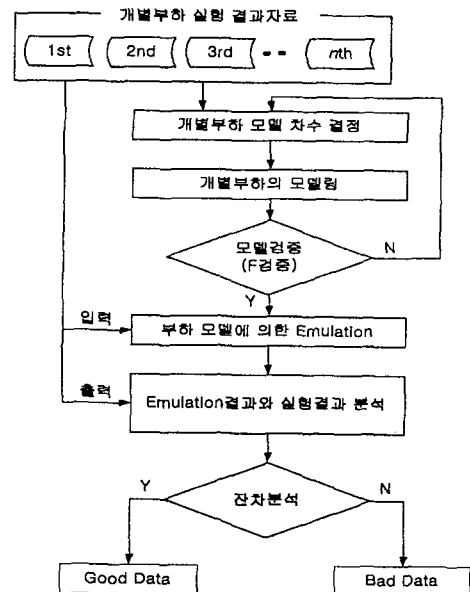 개별부하 실험 결과자료
1st 2nd 3rd nth
개별부하 모델 차수 결정
개별부하의 모델링
모델검증
(F검증)
N
Y
입력
부하 모델에 의한 Emulation
출력
Emulation결과와 실험결과 분석
Y
잔차분석
N
Good Data
Bad Data